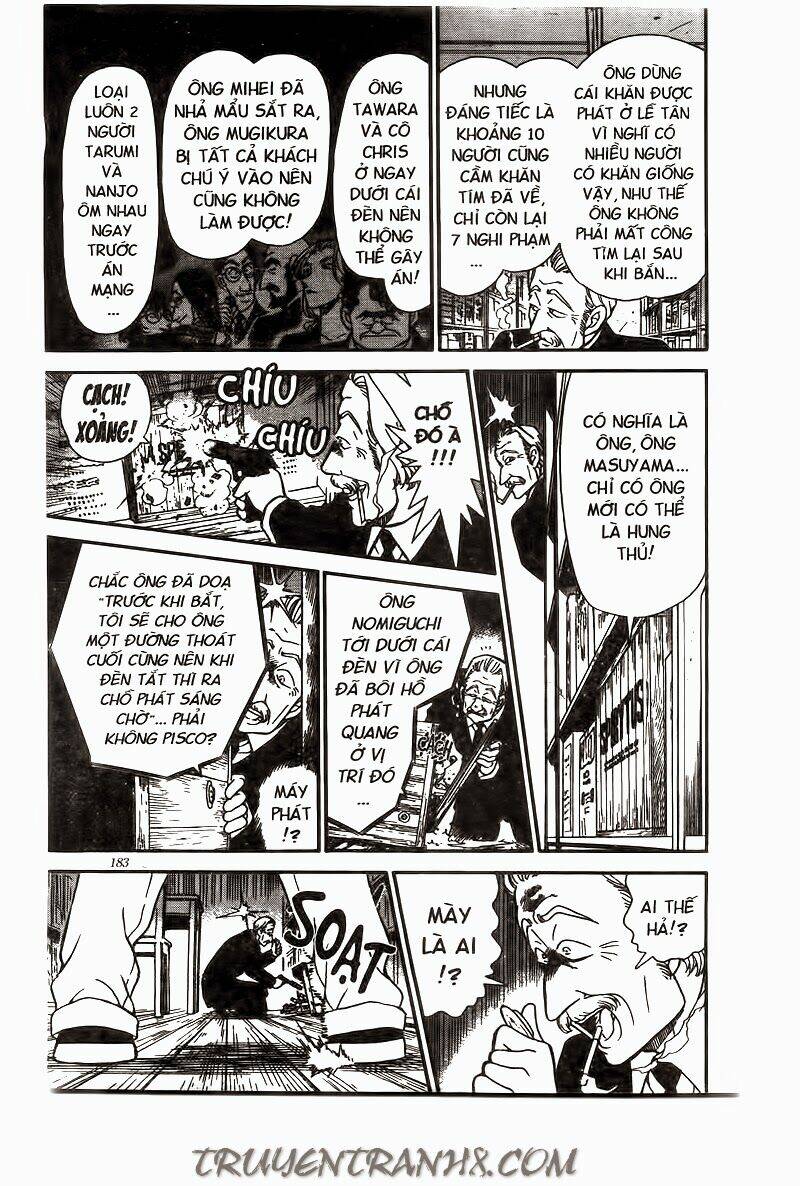 ÔNG DÙNG
CÁI KHĂN ĐƯỢC
PHÁT Ở LỄ TÂN
VÌ NGHĨ CÓ
NHIỀU NGƯỜI
CÓ KHĂN GIỐNG
VẬY, NHƯ THẾ
ÔNG KHÔNG
PHẢI MẤT CÔNG
TÌM LẠI SAU
KHI BẮN...
NHƯNG
ĐÁNG TIẾC LÀ
KHOẢNG 10
NGƯỜI CŨNG
CẦM KHĂN
TÍM ĐÃ VỀ,
CHỈ CÒN LẠI
7 NGHI PHẠM
...
ÔNG
TAWARA
VÀ CÔ
CHRIS
Ở NGAY
DƯỚI CÁI
ĐÈN NÊN
KHÔNG
THỂ GÂY
ÁN!
ÔNG MIHEI ĐÃ
NHẢ MẨU SẮT RA,
ÔNG MUGIKURA
BỊ TẤT CẢ KHÁCH
CHÚ Ý VÀO NÊN
CŨNG KHÔNG
LÀM ĐƯỢC!
LOẠI
LUÔN 2
NGƯỜI
TARUMI
VÀ
NANJO
ÔM NHAU
NGAY
TRƯỚC
ÁN
MẠNG
...
CÓ NGHĨA LÀ
ÔNG, ÔNG
MASUYAMA...
CHỈ CÓ ÔNG
MỚI CÓ THỂ
LÀ HUNG
THỦ!
SPIRYTUS
CHỖ
ĐÓ À
!!!
CHÍU
CHÍU
CẠCH!
XOẢNG!
ÔNG
NOMIGUCHI
TỚI DƯỚI CÁI
ĐÈN VÌ ÔNG
ĐÃ BÔI HỒ
PHÁT
QUANG Ở
VỊ TRÍ ĐÓ
...
CẠCH
CHẮC ÔNG ĐÃ DOẠ
"TRƯỚC KHI BẮT,
TÔI SẼ CHO ÔNG
MỘT ĐƯỜNG THOÁT
CUỐI CÙNG NÊN KHI
ĐÈN TẮT THÌ RA
CHỖ PHÁT SÁNG
CHỜ"... PHẢI
KHÔNG PISCO?
MÁY
PHÁT
!?
183
AI THẾ
HẢ!?
MÀY
LÀ AI
!?
SOẠT
TRUYENTRANH8.COM